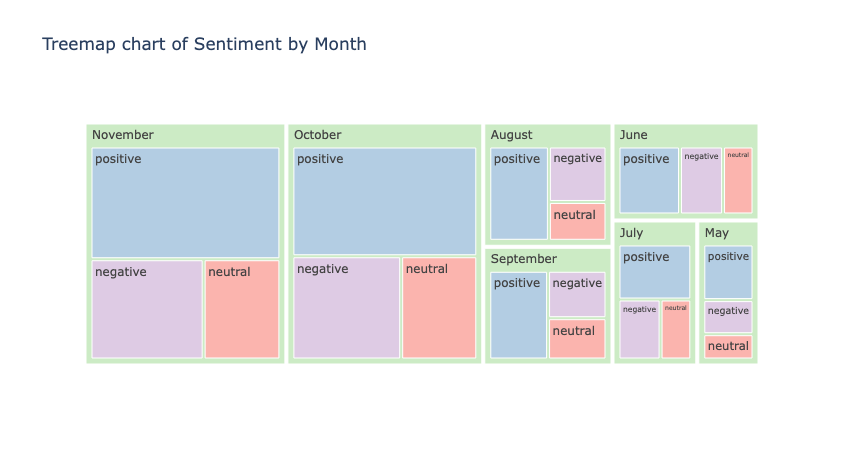 Treemap chart of Sentiment by Month
November
positive
negative
neutral
October
positive
negative
neutral
August
positive
negative
neutral
September
positive
negative
neutral
June
positive
negative
neutral
July
positive
negative
neutral
May
positive
negative
neutral